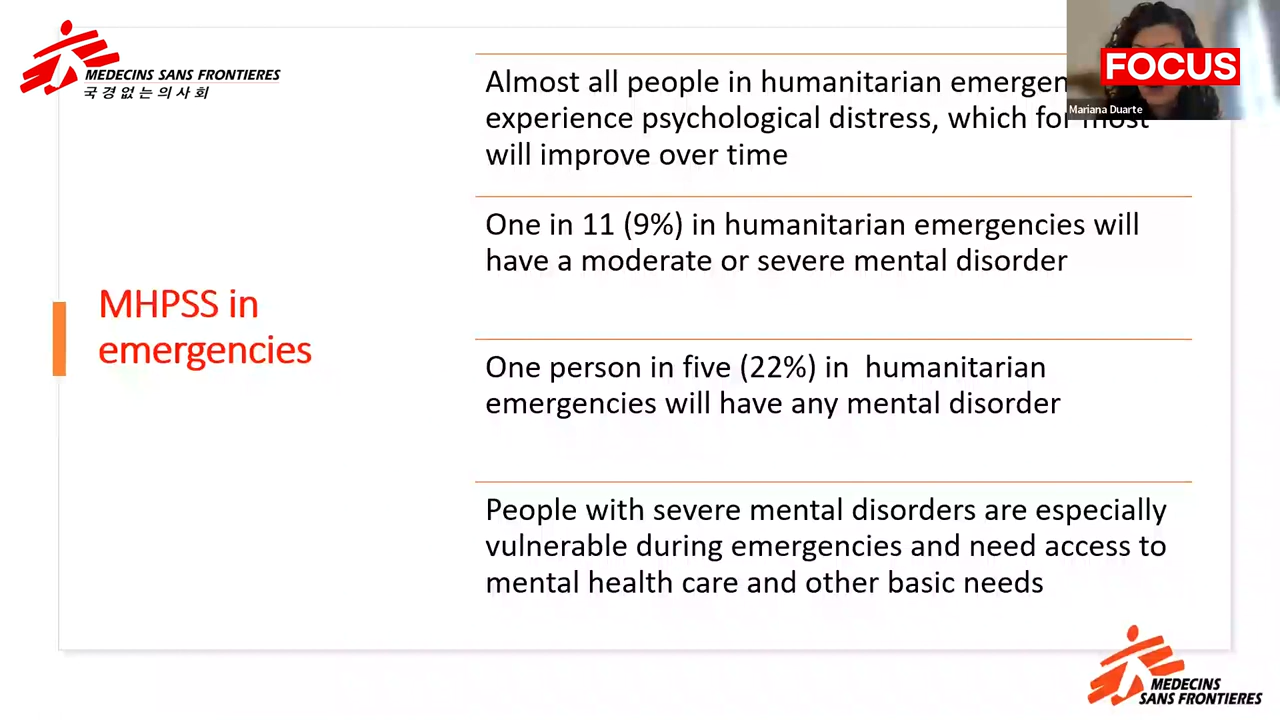 MEDECINS SANS FRONTIERES
국경없는의사회
FOCUS
Mariana Duarte
MHPSS in
emergencies
Almost all people in humanitarian
experience psychological distress, which for most
will improve over time
One in 11 (9%) in humanitarian emergencies will
have a moderate or severe mental disorder
One person in five (22%) in humanitarian
emergencies will have any mental disorder
People with severe mental disorders are especially
vulnerable during emergencies and need access to
mental health care and other basic needs
MEDECINS
SANS FRONTIERES